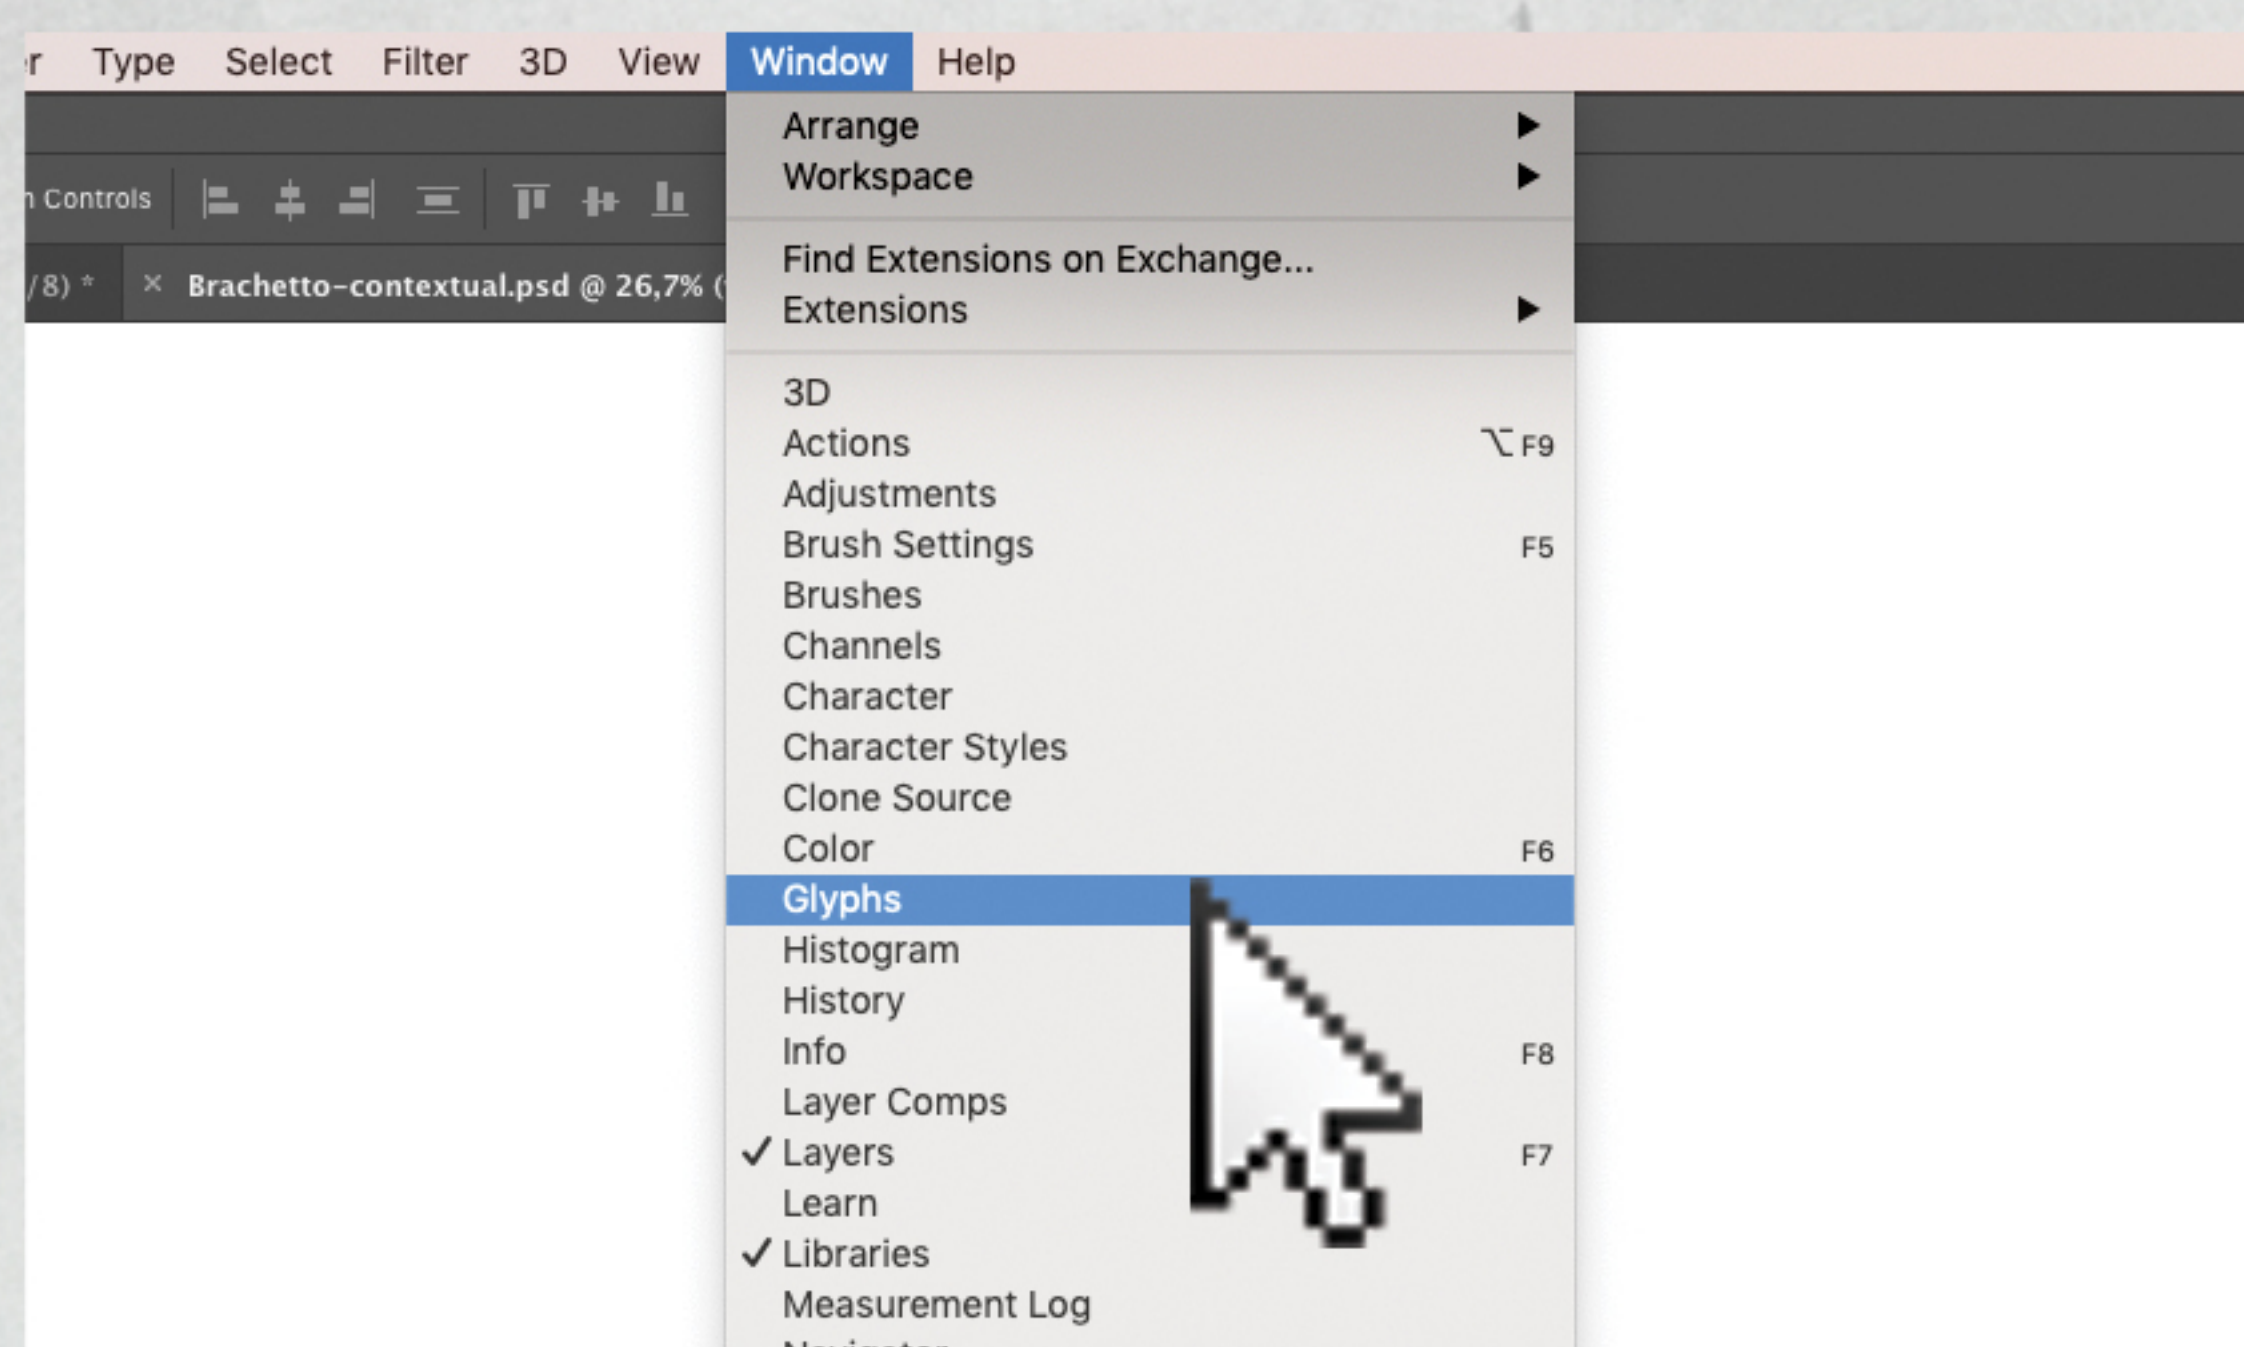 Type Select Filter 3D View Window Help
Arrange
Workspace
Controls
Find Extensions on Exchange...
/8) * × Brachetto-contextual.psd @ 26,7% (
Extensions
3D
Actions ⌥F9
Adjustments
Brush Settings F5
Brushes
Channels
Character
Character Styles
Clone Source
Color F6
Glyphs
Histogram
History
Info F8
Layer Comps
✓ Layers F7
Learn
✓ Libraries
Measurement Log